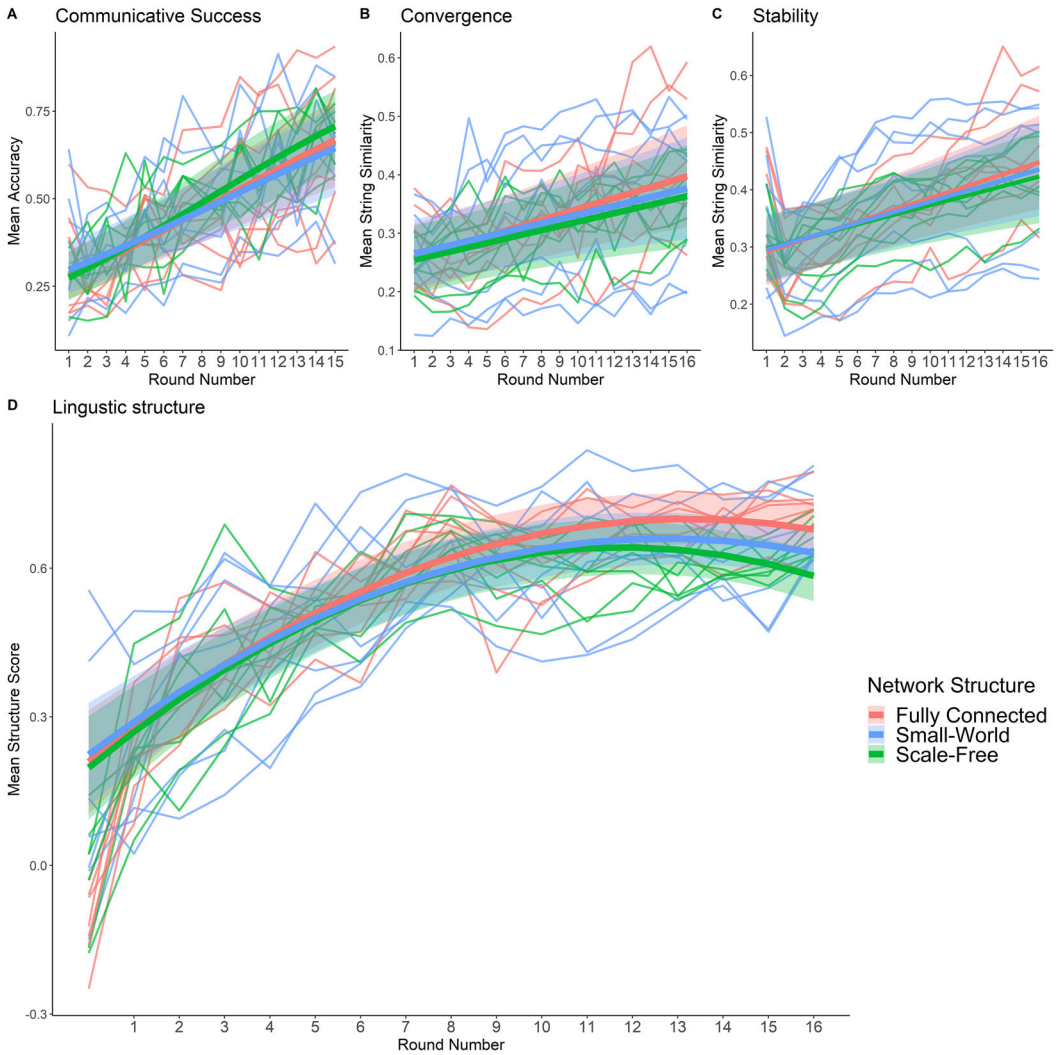 A Communicative Success
Mean Accuracy
0.75
0.50
0.25
1 2 3 4 5 6 7 8 9 10 11 12 13 14 15
Round Number
B Convergence
Mean String Similarity
0.6
0.5
0.4
0.3
0.2
0.1
1 2 3 4 5 6 7 8 9 10 11 12 13 14 15 16
Round Number
C Stability
Mean String Similarity
0.6
0.5
0.4
0.3
0.2
1 2 3 4 5 6 7 8 9 10 11 12 13 14 15 16
Round Number
D Lingustic structure
Mean Structure Score
0.6
0.3
0.0
-0.3
1 2 3 4 5 6 7 8 9 10 11 12 13 14 15 16
Round Number
Network Structure
Fully Connected
Small-World
Scale-Free